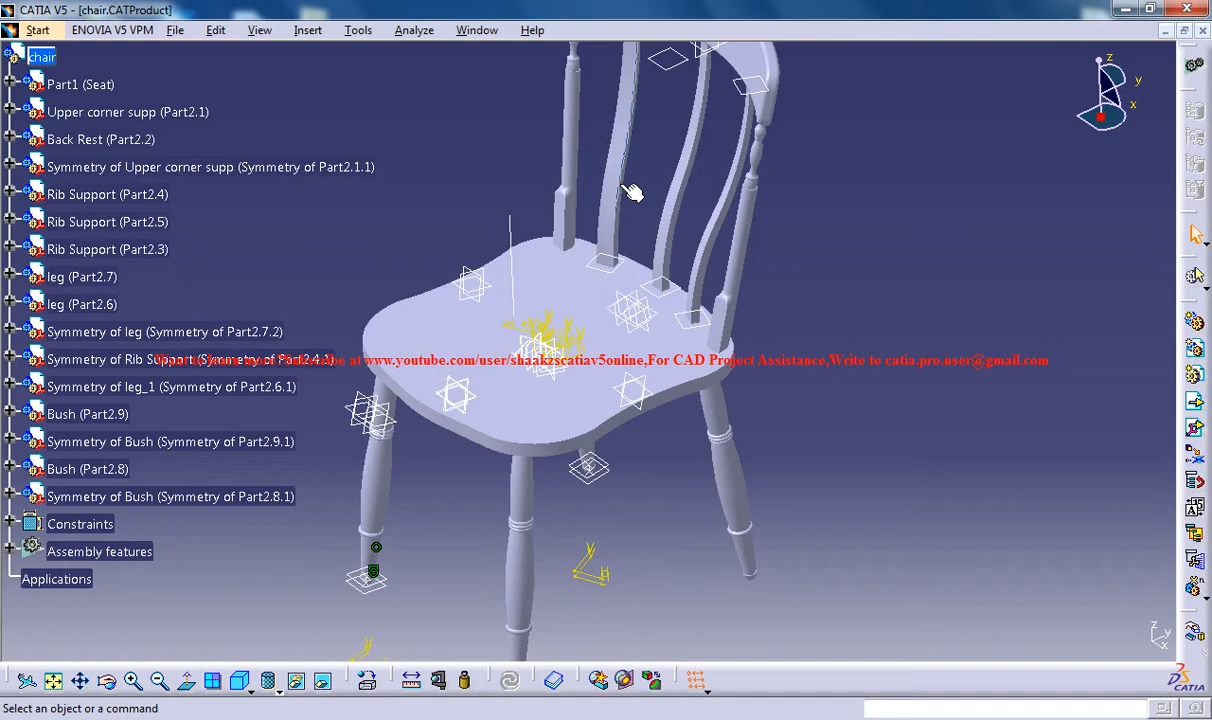 CATIA V5 - [chair.CATProduct]
Start ENOVIA V5 VPM File Edit View Insert Tools Analyze Window Help
chair
Part1 (Seat)
Upper corner supp (Part2.1)
Back Rest (Part2.2)
Symmetry of Upper corner supp (Symmetry of Part2.1.1)
Rib Support (Part2.4)
Rib Support (Part2.5)
Rib Support (Part2.3)
leg (Part2.7)
leg (Part2.6)
Symmetry of leg (Symmetry of Part2.7.2)
Symmetry of Rib Support (Symmetry of Part2.4.1)
at www.youtube.com/user/shaakzscatiav5online,For CAD Project Assistance,Write to catia.pro.user@gmail.com
Symmetry of leg_1 (Symmetry of Part2.6.1)
Bush (Part2.9)
Symmetry of Bush (Symmetry of Part2.9.1)
Bush (Part2.8)
Symmetry of Bush (Symmetry of Part2.8.1)
Constraints
Assembly features
Applications
z
y
x
z
y
x
CATIA
Select an object or a command